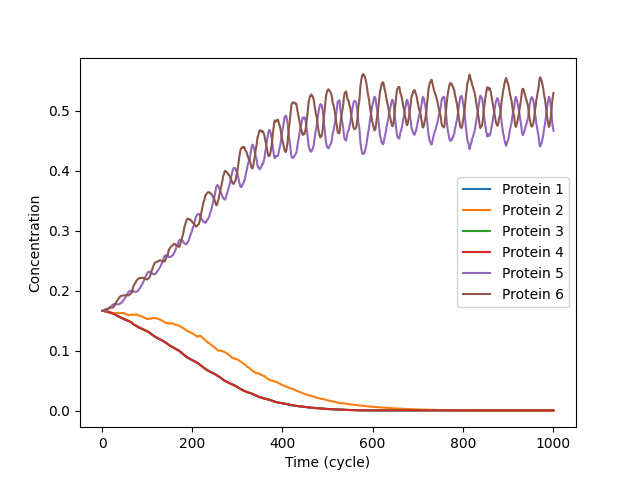 0.5
0.4
0.3
0.2
0.1
0.0
Concentration
Protein 1
Protein 2
Protein 3
Protein 4
Protein 5
Protein 6
0 200 400 600 800 1000
Time (cycle)